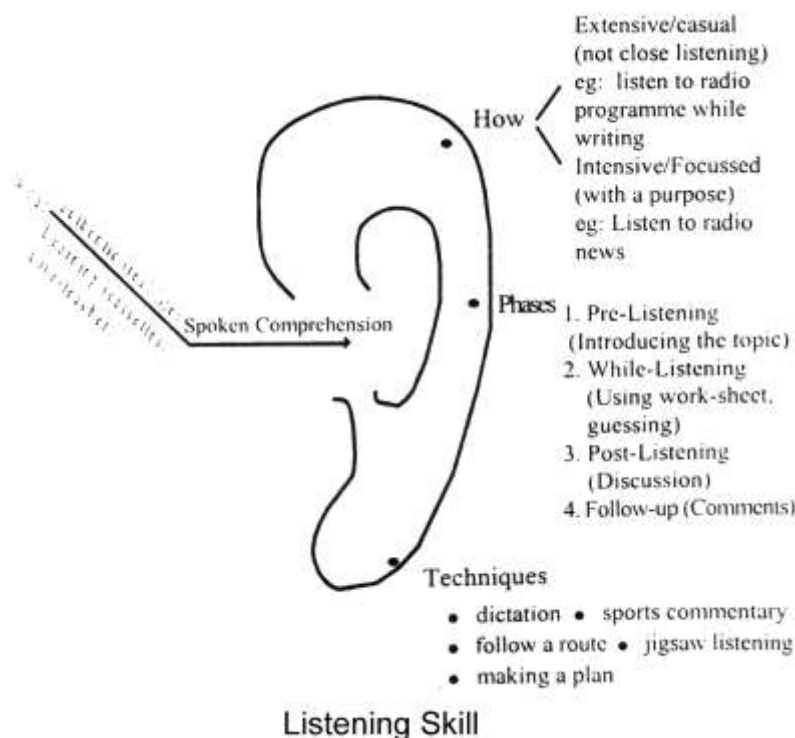 Extensive/casual
(not close listening)
eg: listen to radio
programme while
writing
How
Intensive/Focussed
(with a purpose)
eg: Listen to radio
news
Spoken Comprehension
Phases
1. Pre-Listening
(Introducing the topic)
2. While-Listening
(Using work-sheet,
guessing)
3. Post-Listening
(Discussion)
4. Follow-up (Comments)
Techniques
• dictation • sports commentary
• follow a route • jigsaw listening
• making a plan
Listening Skill